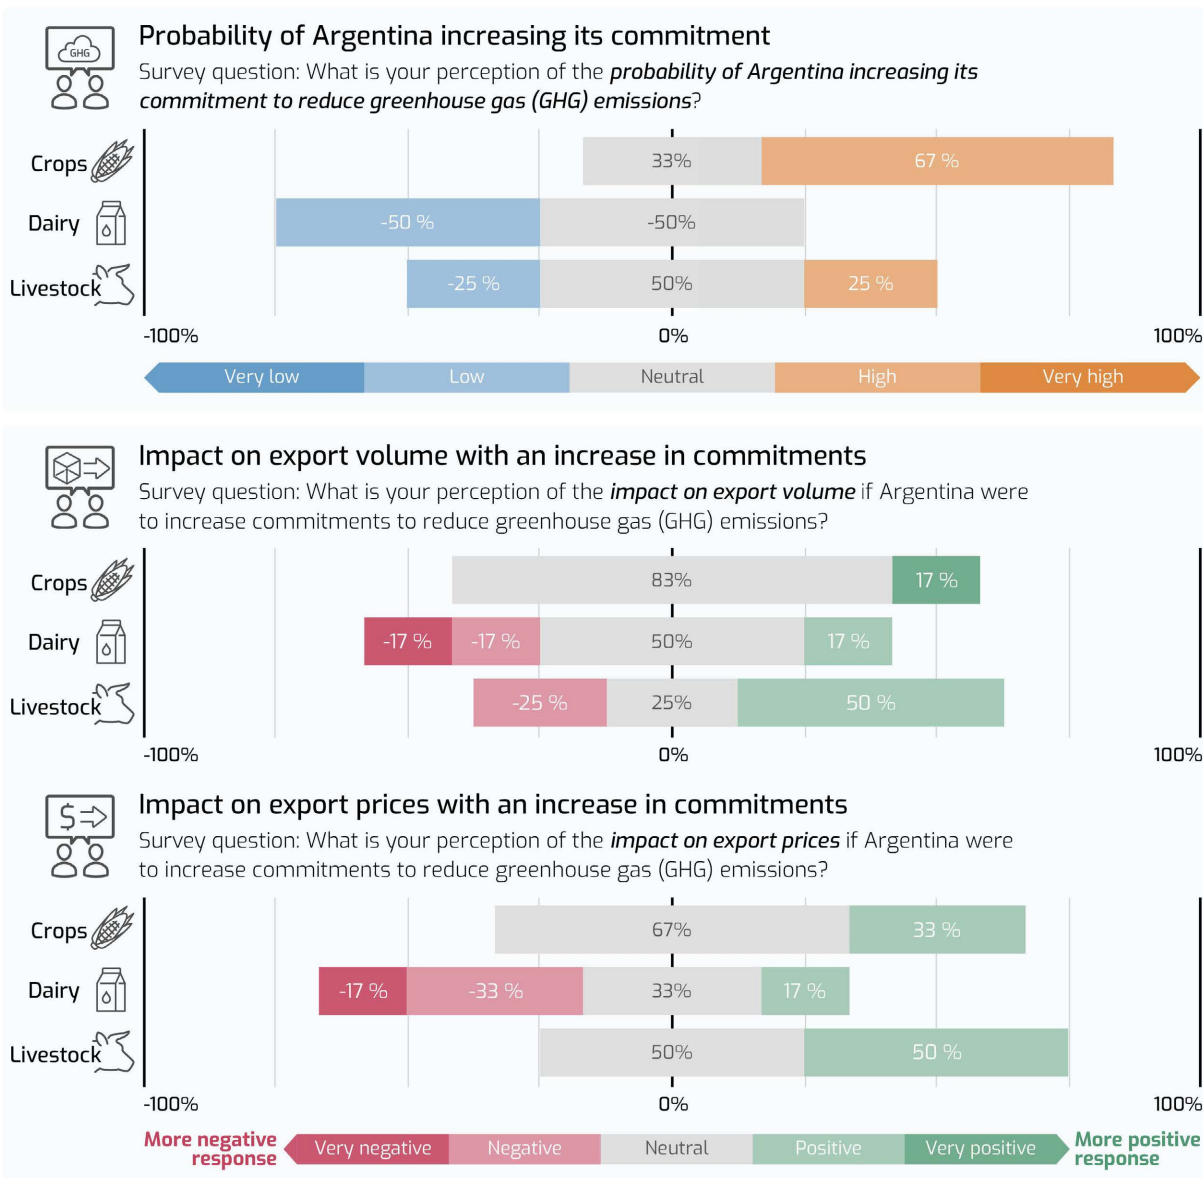 GHG
Probability of Argentina increasing its commitment
Survey question: What is your perception of the probability of Argentina increasing its
commitment to reduce greenhouse gas (GHG) emissions?
Crops 33% 67 %
Dairy -50 % -50%
Livestock -25 % 50% 25 %
-100% 0% 100%
Very low Low Neutral High Very high
Impact on export volume with an increase in commitments
Survey question: What is your perception of the impact on export volume if Argentina were
to increase commitments to reduce greenhouse gas (GHG) emissions?
Crops 83% 17 %
Dairy -17 % -17 % 50% 17 %
Livestock -25 % 25% 50 %
-100% 0% 100%
$
Impact on export prices with an increase in commitments
Survey question: What is your perception of the impact on export prices if Argentina were
to increase commitments to reduce greenhouse gas (GHG) emissions?
Crops 67% 33 %
Dairy -17 % -33 % 33% 17 %
Livestock 50% 50 %
-100% 0% 100%
More negative
response
Very negative Negative Neutral Positive Very positive
More positive
response